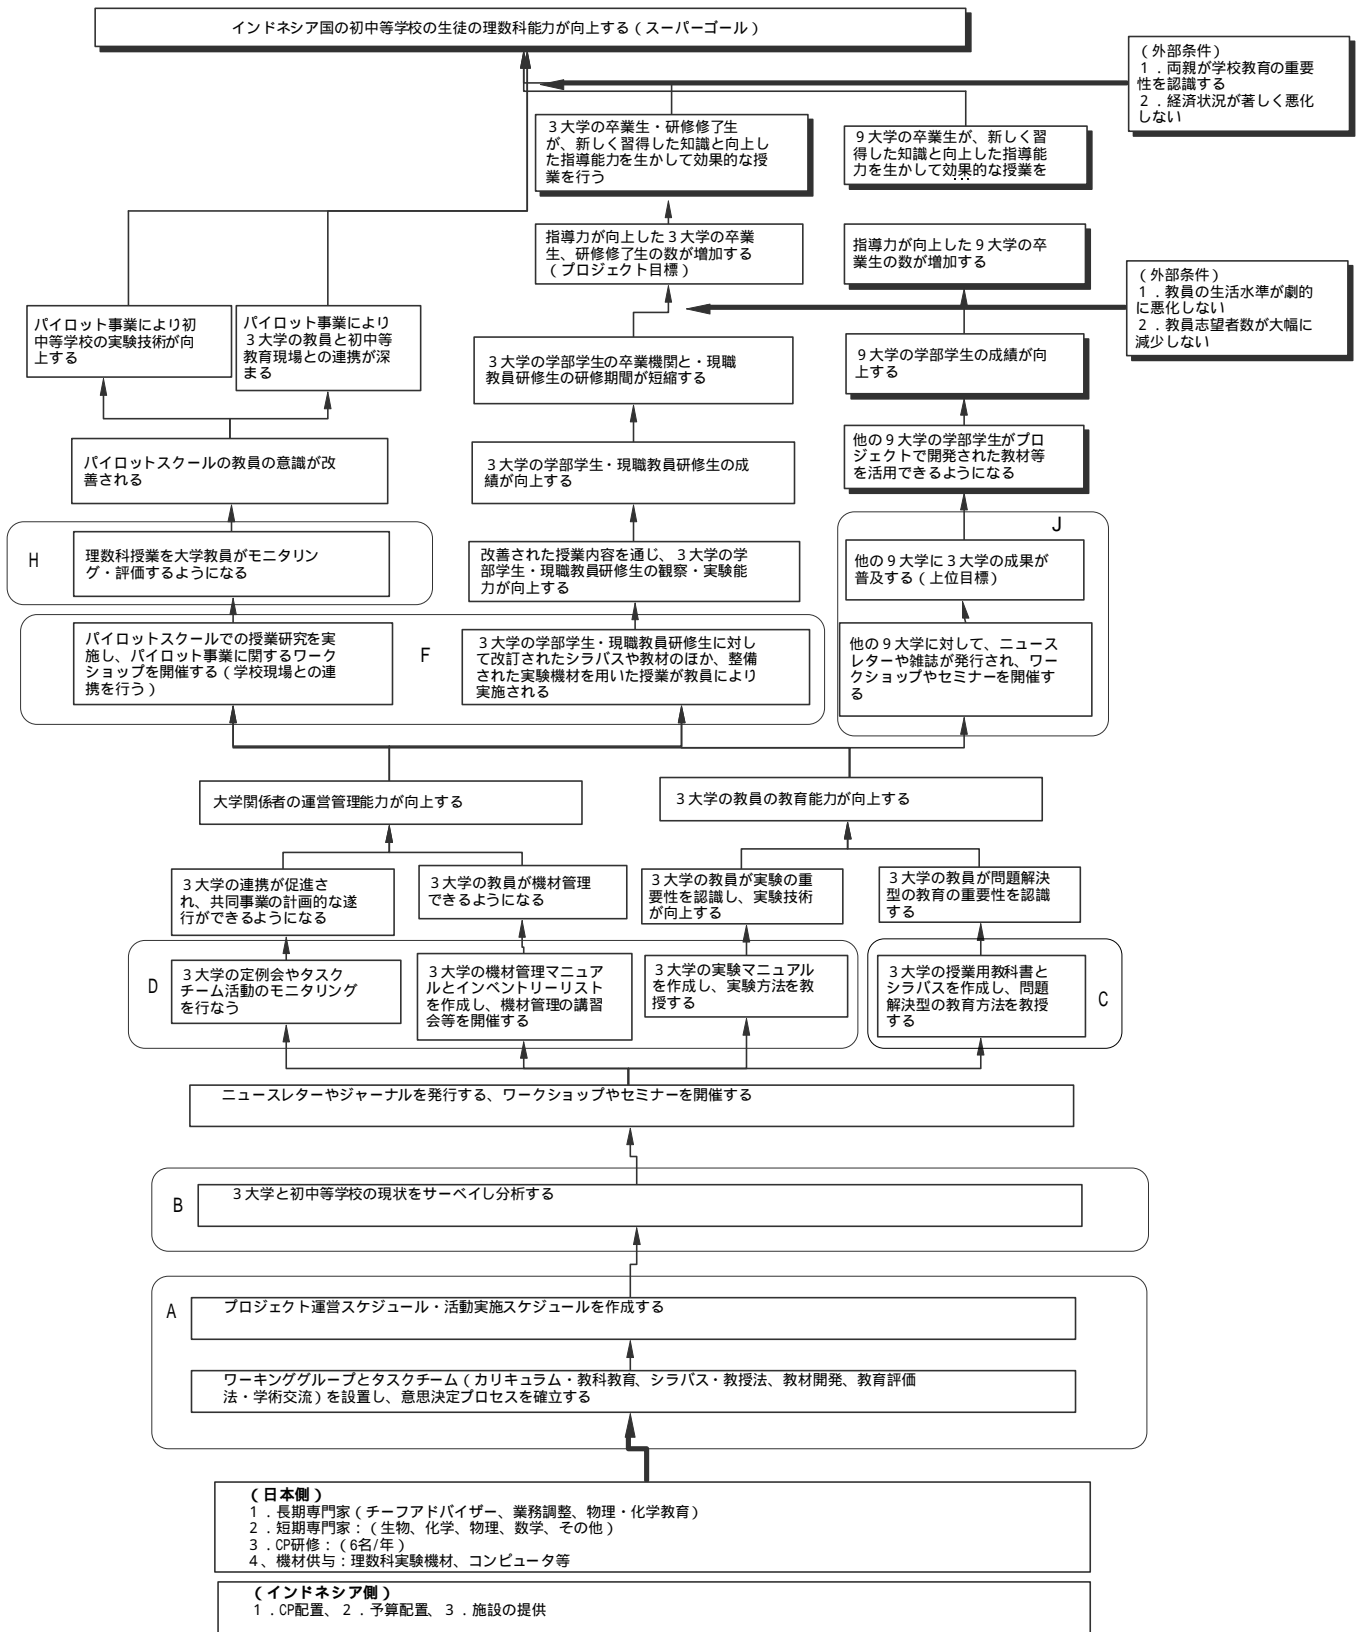 インドネシア国の初中等学校の生徒の理数科能力が向上する（スーパーゴール）
（外部条件）
１．両親が学校教育の重要
性を認識する
２．経済状況が著しく悪化
しない
３大学の卒業生・研修修了生
が、新しく習得した知識と向上し
た指導能力を生かして効果的な授
業を行う
９大学の卒業生が、新しく習
得した知識と向上した指導能
力を生かして効果的な授業を
指導力が向上した３大学の卒業
生、研修修了生の数が増加する
（プロジェクト目標）
指導力が向上した９大学の卒
業生の数が増加する
（外部条件）
１．教員の生活水準が劇的
に悪化しない
２．教員志望者数が大幅に
減少しない
パイロット事業により初
中等学校の実験技術が向
上する
パイロット事業により
３大学の教員と初中等
教育現場との連携が深
まる
３大学の学部学生の卒業機関と・現職
教員研修生の研修期間が短縮する
９大学の学部学生の成績が向
上する
パイロットスクールの教員の意識が改
善される
３大学の学部学生・現職教員研修生の成
績が向上する
他の９大学の学部学生がプロ
ジェクトで開発された教材等
を活用できるようになる
H
理数科授業を大学教員がモニタリン
グ・評価するようになる
改善された授業内容を通じ、３大学の学
部学生・現職教員研修生の観察・実験能
力が向上する
J
他の９大学に３大学の成果が
普及する（上位目標）
パイロットスクールでの授業研究を実
施し、パイロット事業に関するワーク
ショップを開催する（学校現場との連
携を行う）
F
３大学の学部学生・現職教員研修生に対し
て改訂されたシラバスや教材のほか、整備
された実験機材を用いた授業が教員により
実施される
他の９大学に対して、ニュース
レターや雑誌が発行され、ワー
クショップやセミナーを開催す
る
大学関係者の運営管理能力が向上する
３大学の教員の教育能力が向上する
３大学の連携が促進さ
れ、共同事業の計画的な遂
行ができるようになる
３大学の教員が機材管理
できるようになる
３大学の教員が実験の重
要性を認識し、実験技術
が向上する
３大学の教員が問題解決
型の教育の重要性を認識
する
D
３大学の定例会やタスク
チーム活動のモニタリング
を行なう
３大学の機材管理マニュア
ルとインベントリーリスト
を作成し、機材管理の講習
会等を開催する
３大学の実験マニュアル
を作成し、実験方法を教
授する
３大学の授業用教科書と
シラバスを作成し、問題
解決型の教育方法を教授
する
C
ニュースレターやジャーナルを発行する、ワークショップやセミナーを開催する
B
３大学と初中等学校の現状をサーベイし分析する
A
プロジェクト運営スケジュール・活動実施スケジュールを作成する
ワーキンググループとタスクチーム（カリキュラム・教科教育、シラバス・教授法、教材開発、教育評価
法・学術交流）を設置し、意思決定プロセスを確立する
（日本側）
１．長期専門家（チーフアドバイザー、業務調整、物理・化学教育）
２．短期専門家：（生物、化学、物理、数学、その他）
３．CP研修：（6名/年）
４、機材供与：理数科実験機材、コンピュータ等
（インドネシア側）
１．CP配置、２．予算配置、３．施設の提供